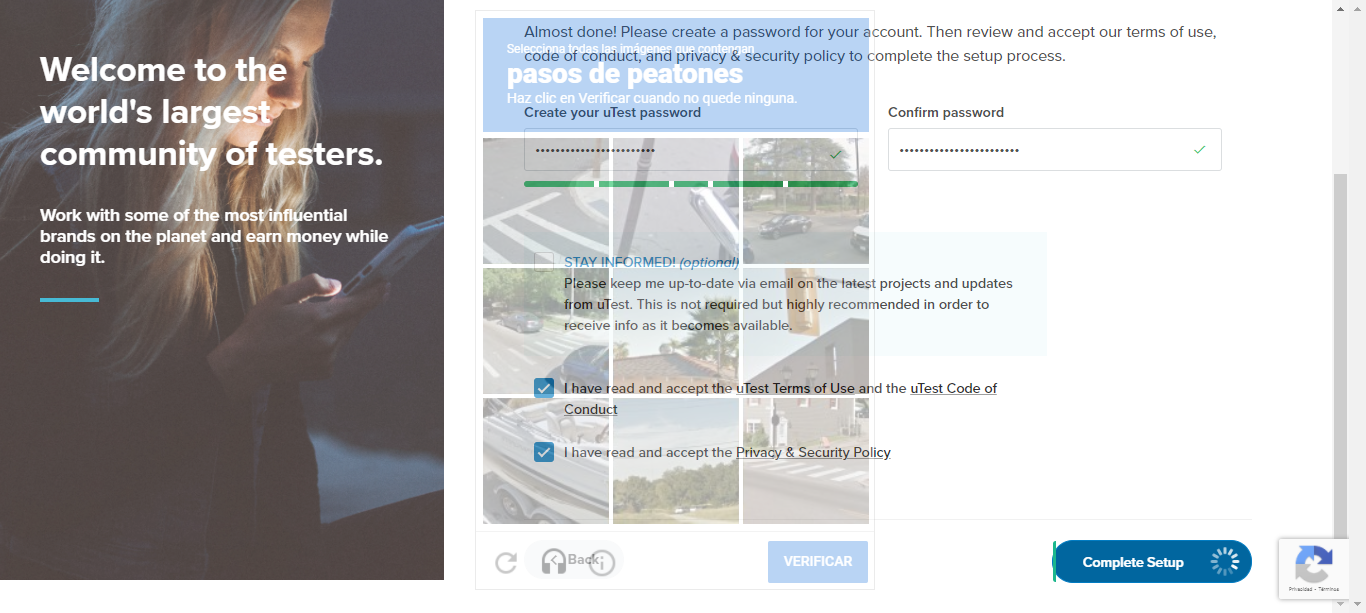 Welcome to the
world's largest
community of testers.
Work with some of the most influential
brands on the planet and earn money while
doing it.
Almost done! Please create a password for your account. Then review and accept our terms of use,
code of conduct, and privacy & security policy to complete the setup process.
Selecciona todas las imágenes que contengan
pasos de peatones
Haz clic en Verificar cuando no quede ninguna.
Create your uTest password
Confirm password
STAY INFORMED! (optional)
Please keep me up-to-date via email on the latest projects and updates
from uTest. This is not required but highly recommended in order to
receive info as it becomes available.
I have read and accept the uTest Terms of Use and the uTest Code of
Conduct
I have read and accept the Privacy & Security Policy
Back
VERIFICAR
Complete Setup
Privacidad - Términos